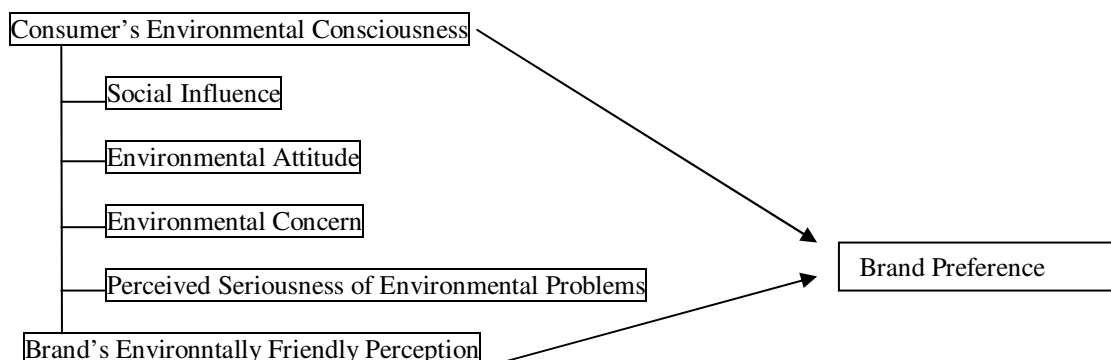 Consumer’s Environmental Consciousness
Social Influence
Environmental Attitude
Environmental Concern
Perceived Seriousness of Environmental Problems
Brand Preference
Brand’s Environntally Friendly Perception